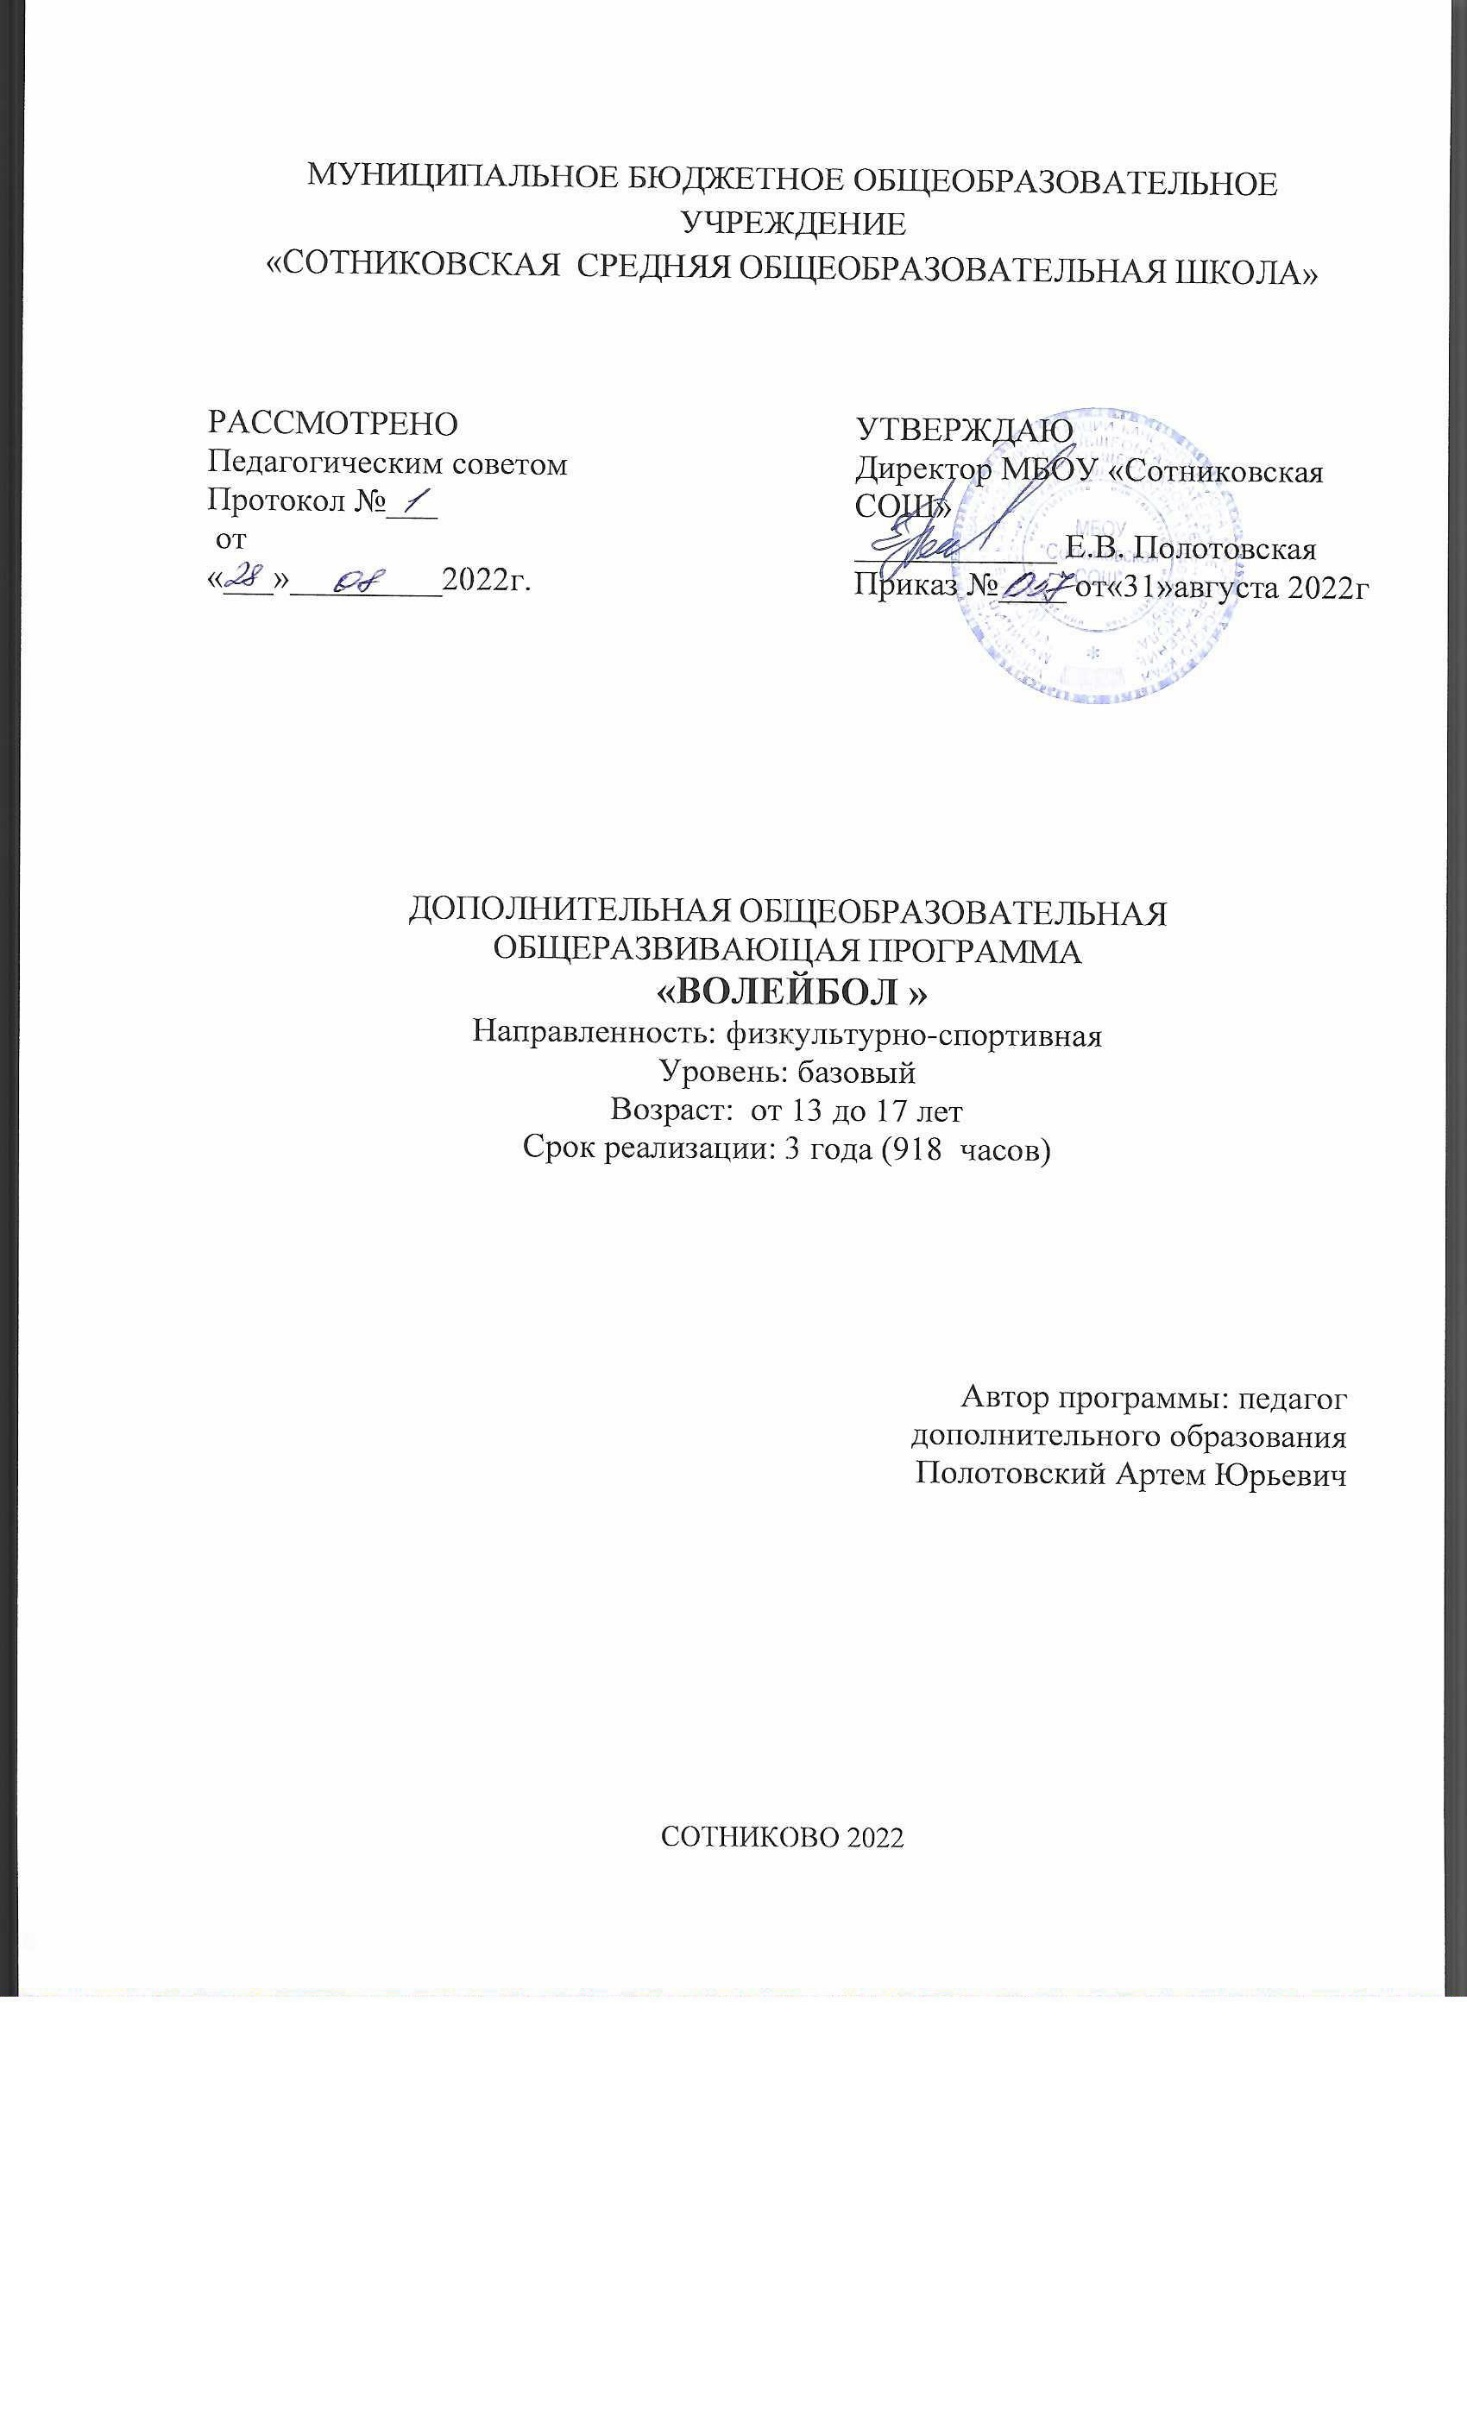 МУНИЦИПАЛЬНОЕ БЮДЖЕТНОЕ ОБЩЕОБРАЗОВАТЕЛЬНОЕ
УЧРЕЖДЕНИЕ
«СОТНИКОВСКАЯ СРЕДНЯЯ ОБЩЕОБРАЗОВАТЕЛЬНАЯ ШКОЛА»
РАССМОТРЕНО
Педагогическим советом
Протокол № 1
от
«28» 08 2022г.
УТВЕРЖДАЮ
Директор МБОУ «Сотниковская
СОШ»
Е.В. Полотовская
Приказ № от«31»августа 2022г
МБОУ
СОШ
ДОПОЛНИТЕЛЬНАЯ ОБЩЕОБРАЗОВАТЕЛЬНАЯ
ОБЩЕРАЗВИВАЮЩАЯ ПРОГРАММА
«ВОЛЕЙБОЛ »
Направленность: физкультурно-спортивная
Уровень: базовый
Возраст: от 13 до 17 лет
Срок реализации: 3 года (918 часов)
Автор программы: педагог
дополнительного образования
Полотовский Артем Юрьевич
СОТНИКОВО 2022